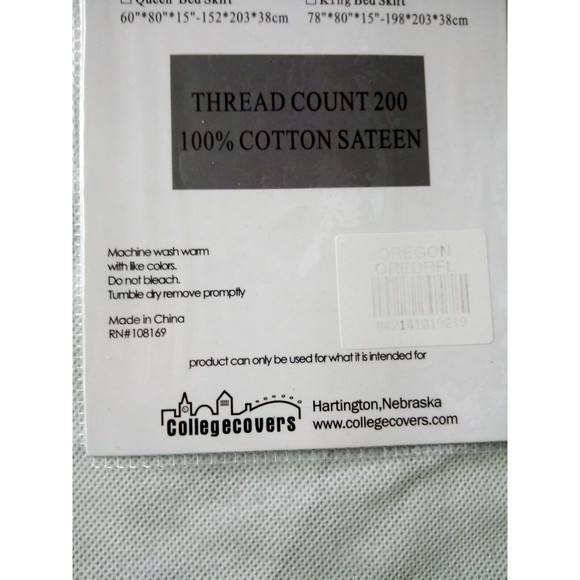 Queen Bed Skirt
60"*80"*15"-152*203*38cm
King Bed Skirt
78"*80"*15"-198*203*38cm
THREAD COUNT 200
100% COTTON SATEEN
Machine wash warm
with like colors.
Do not bleach.
Tumble dry remove promptly
Made in China
RN#108169
OREGON
OREDRFL
product can only be used for what it is intended for
Collegecovers
Hartington,Nebraska
www.collegecovers.com